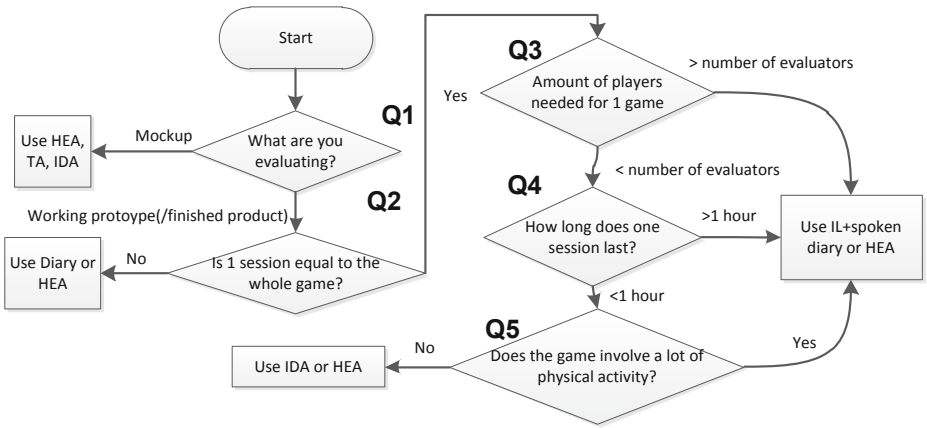 Start
Q1
What are you
evaluating?
Mockup
Use HEA,
TA, IDA
Working protoype(/finished product)
Q2
Is 1 session equal to the
whole game?
No
Use Diary or
HEA
Yes
Q3
Amount of players
needed for 1 game
> number of evaluators
< number of evaluators
Q4
How long does one
session last?
>1 hour
Use IL+spoken
diary or HEA
<1 hour
Q5
Does the game involve a lot of
physical activity?
No
Use IDA or HEA
Yes